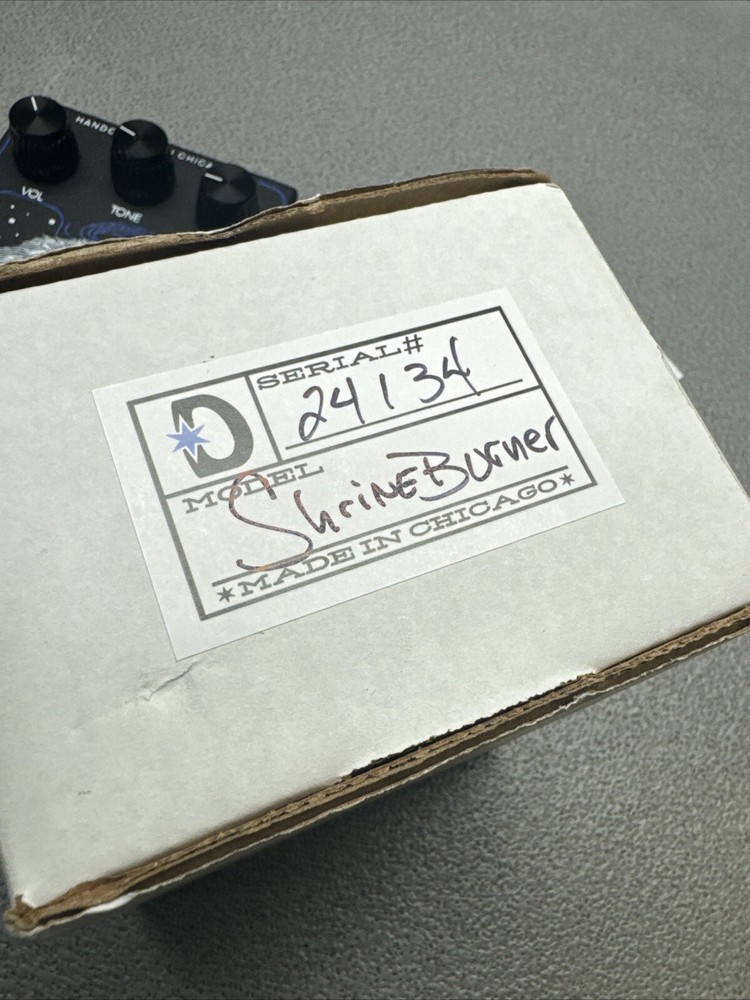 HANDC
CHICA
VOL
TONE
SERIAL#
24134
MODEL
ShrineBurner
*MADE IN CHICAGO*